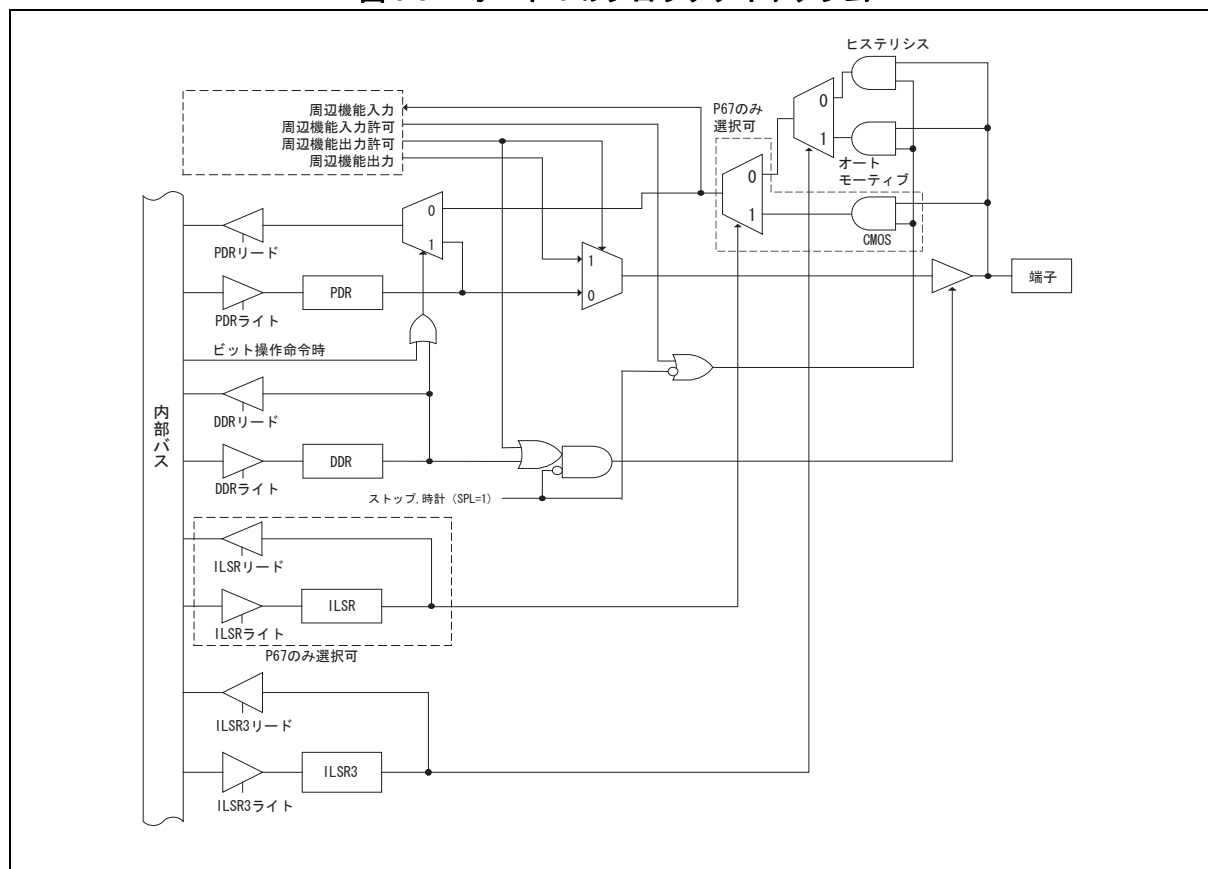 ヒステリシス
0
1
オート
モーティブ
P67のみ
選択可
0
1
CMOS
周辺機能入力
周辺機能入力許可
周辺機能出力許可
周辺機能出力
0
1
PDRリード
PDR
PDRライト
1
0
端子
ビット操作命令時
内部バス
DDRリード
DDR
DDRライト
ストップ,時計 (SPL=1)
ILSRリード
ILSR
ILSRライト
P67のみ選択可
ILSR3リード
ILSR3
ILSR3ライト